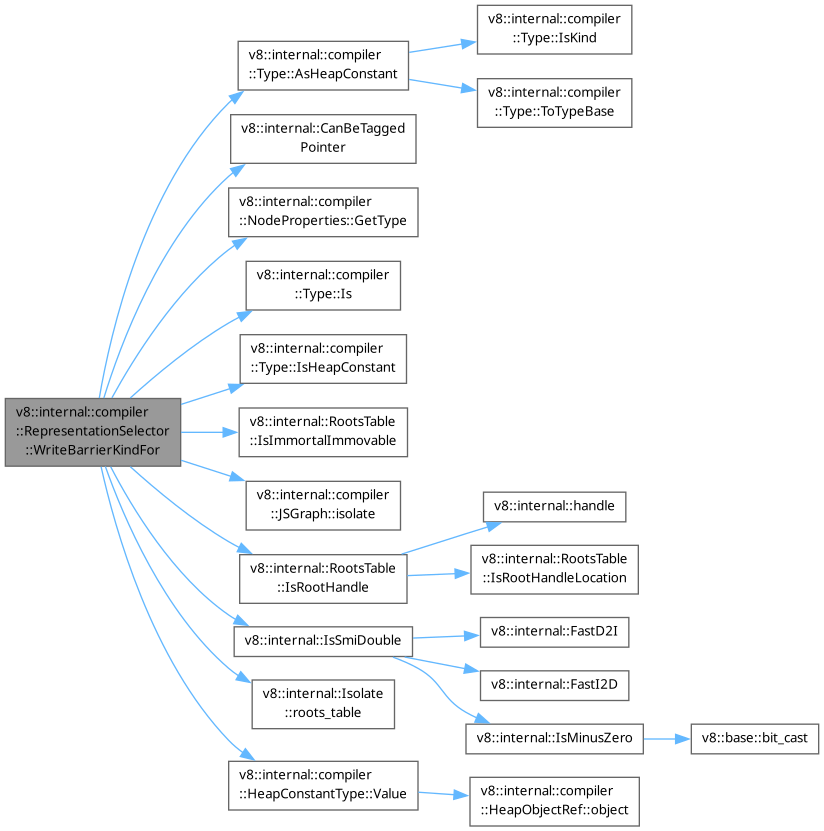 v8::internal::compiler
::Type::IsKind
v8::internal::compiler
::Type::AsHeapConstant
v8::internal::compiler
::Type::ToTypeBase
v8::internal::CanBeTagged
Pointer
v8::internal::compiler
::NodeProperties::GetType
v8::internal::compiler
::Type::Is
v8::internal::compiler
::Type::IsHeapConstant
v8::internal::compiler
::RepresentationSelector
::WriteBarrierKindFor
v8::internal::RootsTable
::IsImmortalImmovable
v8::internal::compiler
::JSGraph::isolate
v8::internal::handle
v8::internal::RootsTable
::IsRootHandle
v8::internal::RootsTable
::IsRootHandleLocation
v8::internal::IsSmiDouble
v8::internal::FastD2I
v8::internal::FastI2D
v8::internal::Isolate
::roots_table
v8::internal::IsMinusZero
v8::base::bit_cast
v8::internal::compiler
::HeapConstantType::Value
v8::internal::compiler
::HeapObjectRef::object